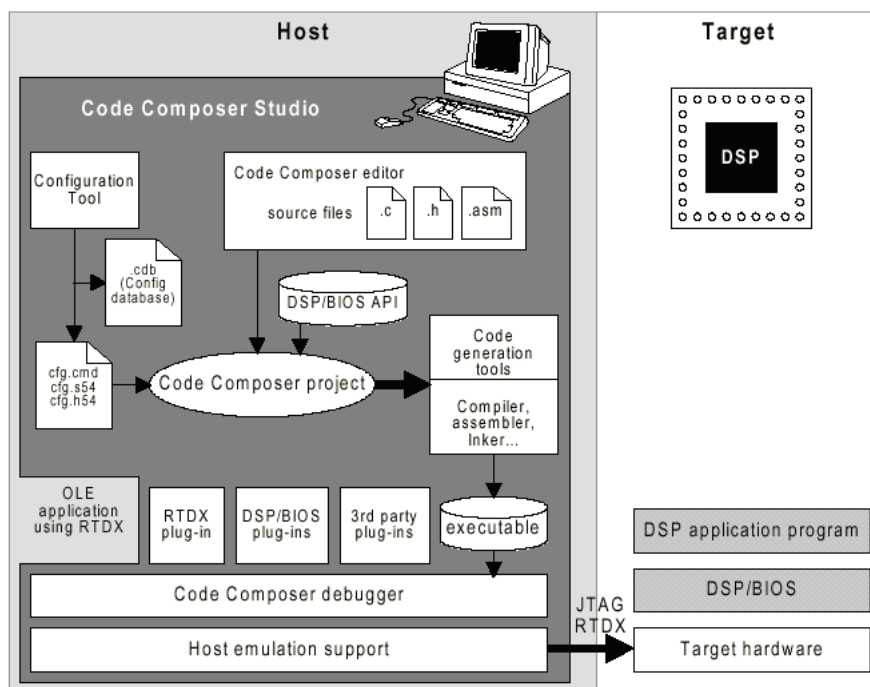 Host
Target
Code Composer Studio
DSP
Configuration
Tool
Code Composer editor
source files
.c
.h
.asm
.cdb
(Config
database)
DSP/BIOS API
cfg.cmd
cfg.s54
cfg.h54
Code Composer project
Code
generation
tools
Compiler,
assembler,
lnker...
OLE
application
using RTDX
RTDX
plug-in
DSP/BIOS
plug-ins
3rd party
plug-ins
executable
DSP application program
Code Composer debugger
DSP/BIOS
JTAG
RTDX
Host emulation support
Target hardware